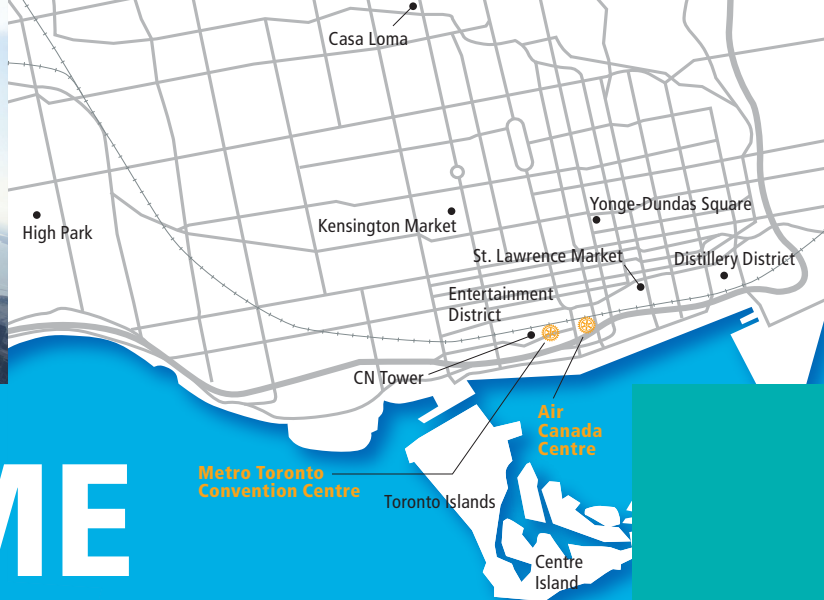 Casa Loma
Yonge-Dundas Square
High Park
Kensington Market
St. Lawrence Market
Distillery District
Entertainment
District
CN Tower
Air
Canada
Centre
Metro Toronto
Convention Centre
Toronto Islands
ME
Centre
Island